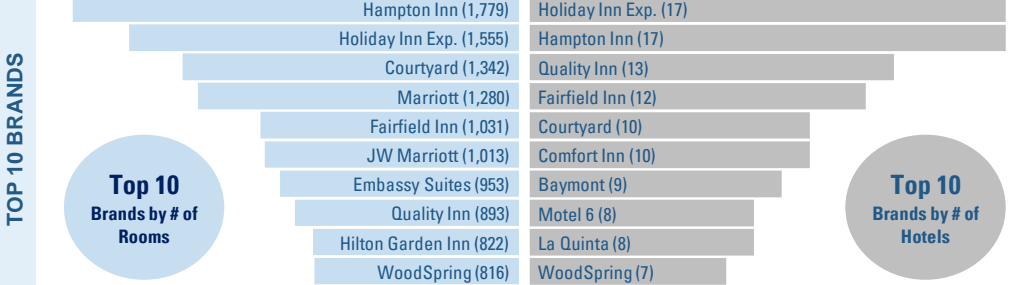 TOP 10 BRANDS
Hampton Inn (1,779)
Holiday Inn Exp. (1,555)
Courtyard (1,342)
Marriott (1,280)
Fairfield Inn (1,031)
JW Marriott (1,013)
Embassy Suites (953)
Quality Inn (893)
Hilton Garden Inn (822)
WoodSpring (816)
Top 10
Brands by # of
Rooms
Holiday Inn Exp. (17)
Hampton Inn (17)
Quality Inn (13)
Fairfield Inn (12)
Courtyard (10)
Comfort Inn (10)
Baymont (9)
Motel 6 (8)
La Quinta (8)
WoodSpring (7)
Top 10
Brands by # of
Hotels